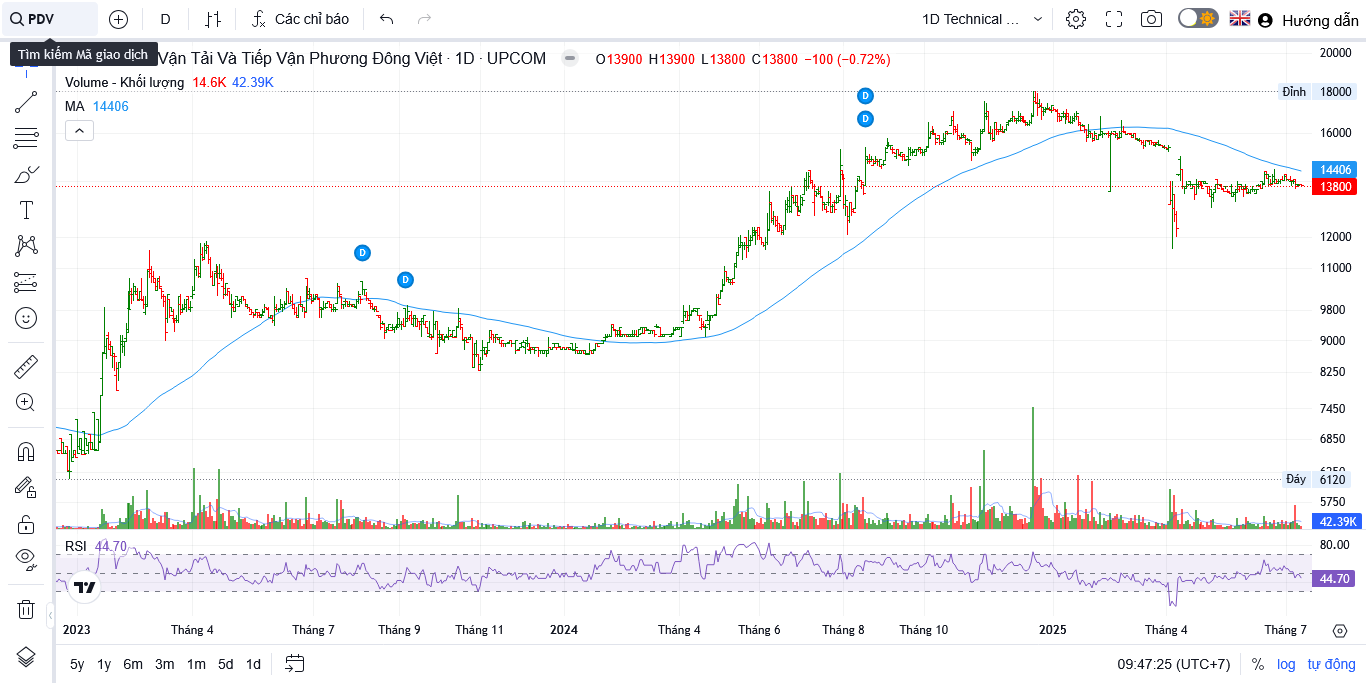 PDV
D
Các chỉ báo
1D Technical ...
Hướng dẫn
Tìm kiếm Mã giao dịch
Vận Tải Và Tiếp Vận Phương Đông Việt · 1D · UPCOM
O13900 H13900 L13800 C13800 −100 (−0.72%)
Volume - Khối lượng 14.6K 42.39K
MA 14406
D
D
D
D
20000
Đỉnh 18000
16000
14406
13800
12000
11000
9800
9000
8250
7450
6850
6250
Đáy 6120
5750
42.39K
RSI 44.70
80.00
44.70
2023 Tháng 4 Tháng 7 Tháng 9 Tháng 11 2024 Tháng 4 Tháng 6 Tháng 8 Tháng 10 2025 Tháng 4 Tháng 7
5y 1y 6m 3m 1m 5d 1d
09:47:25 (UTC+7) % log tự động